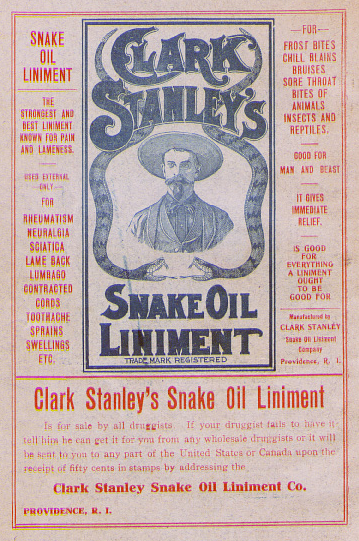 SNAKE
OIL
LINIMENT
THE
STRONGEST AND
BEST LINIMENT
KNOWN FOR PAIN
AND LAMENESS.
USED EXTERNAL
ONLY
FOR
RHEUMATISM
NEURALGIA
SCIATICA
LAME BACK
LUMBAGO
CONTRACTED
CORDS
TOOTHACHE
SPRAINS
SWELLINGS
ETC.
CLARK
STANLEY'S
SNAKE OIL
LINIMENT
TRADE MARK REGISTERED
—FOR—
FROST BITES
CHILL BLAINS
BRUISES
SORE THROAT
BITES OF
ANIMALS
INSECTS AND
REPTILES.
GOOD FOR
MAN AND BEAST
IT GIVES
IMMEDIATE
RELIEF.
IS GOOD
FOR
EVERYTHING
A LINIMENT
OUGHT
TO BE
GOOD FOR
Manufactured by
CLARK STANLEY
Snake Oil Liniment
Company
Providence, R. I.
Clark Stanley's Snake Oil Liniment
Is for sale by all druggists. If your druggist fails to have it
tell him he can get it for you from any wholesale druggists or it will
be sent to you to any part of the United States or Canada upon the
receipt of fifty cents in stamps by addressing the
Clark Stanley Snake Oil Liniment Co.
PROVIDENCE, R. I.